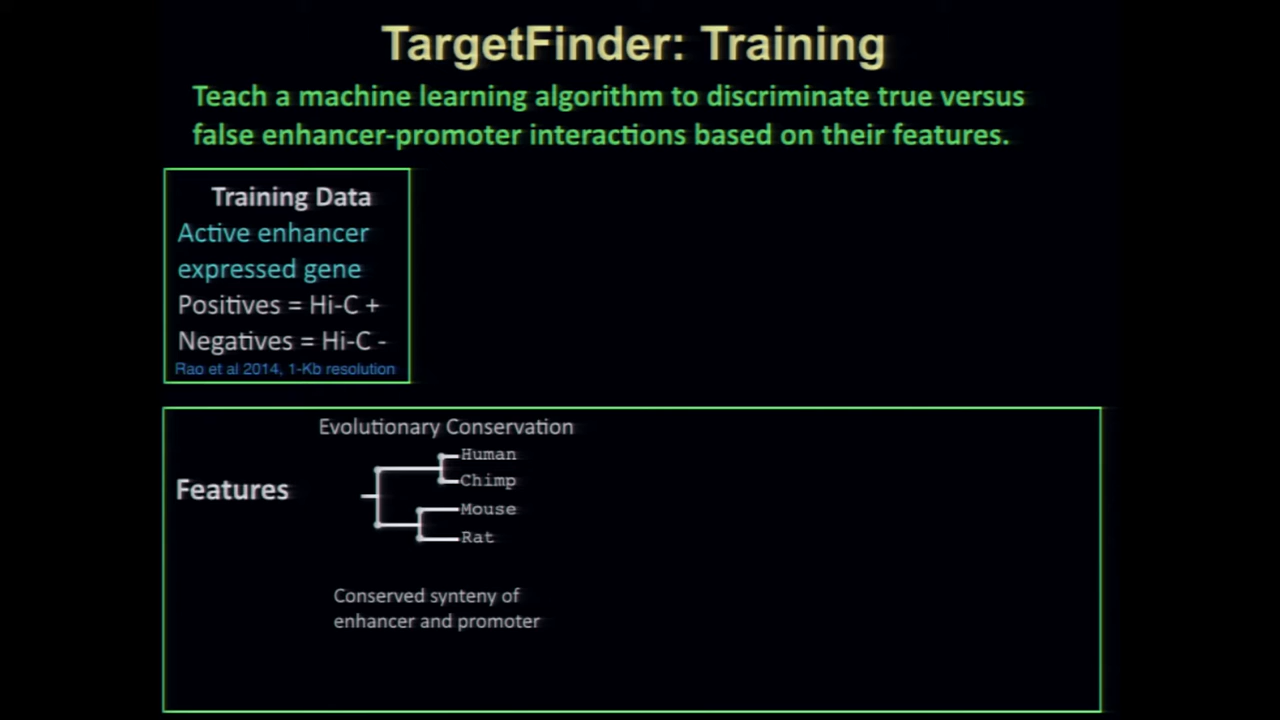 TargetFinder: Training
Teach a machine learning algorithm to discriminate true versus
false enhancer-promoter interactions based on their features.
Training Data
Active enhancer
expressed gene
Positives = Hi-C +
Negatives = Hi-C -
Rao et al 2014, 1-Kb resolution
Evolutionary Conservation
Human
Chimp
Features
Mouse
Rat
Conserved synteny of
enhancer and promoter